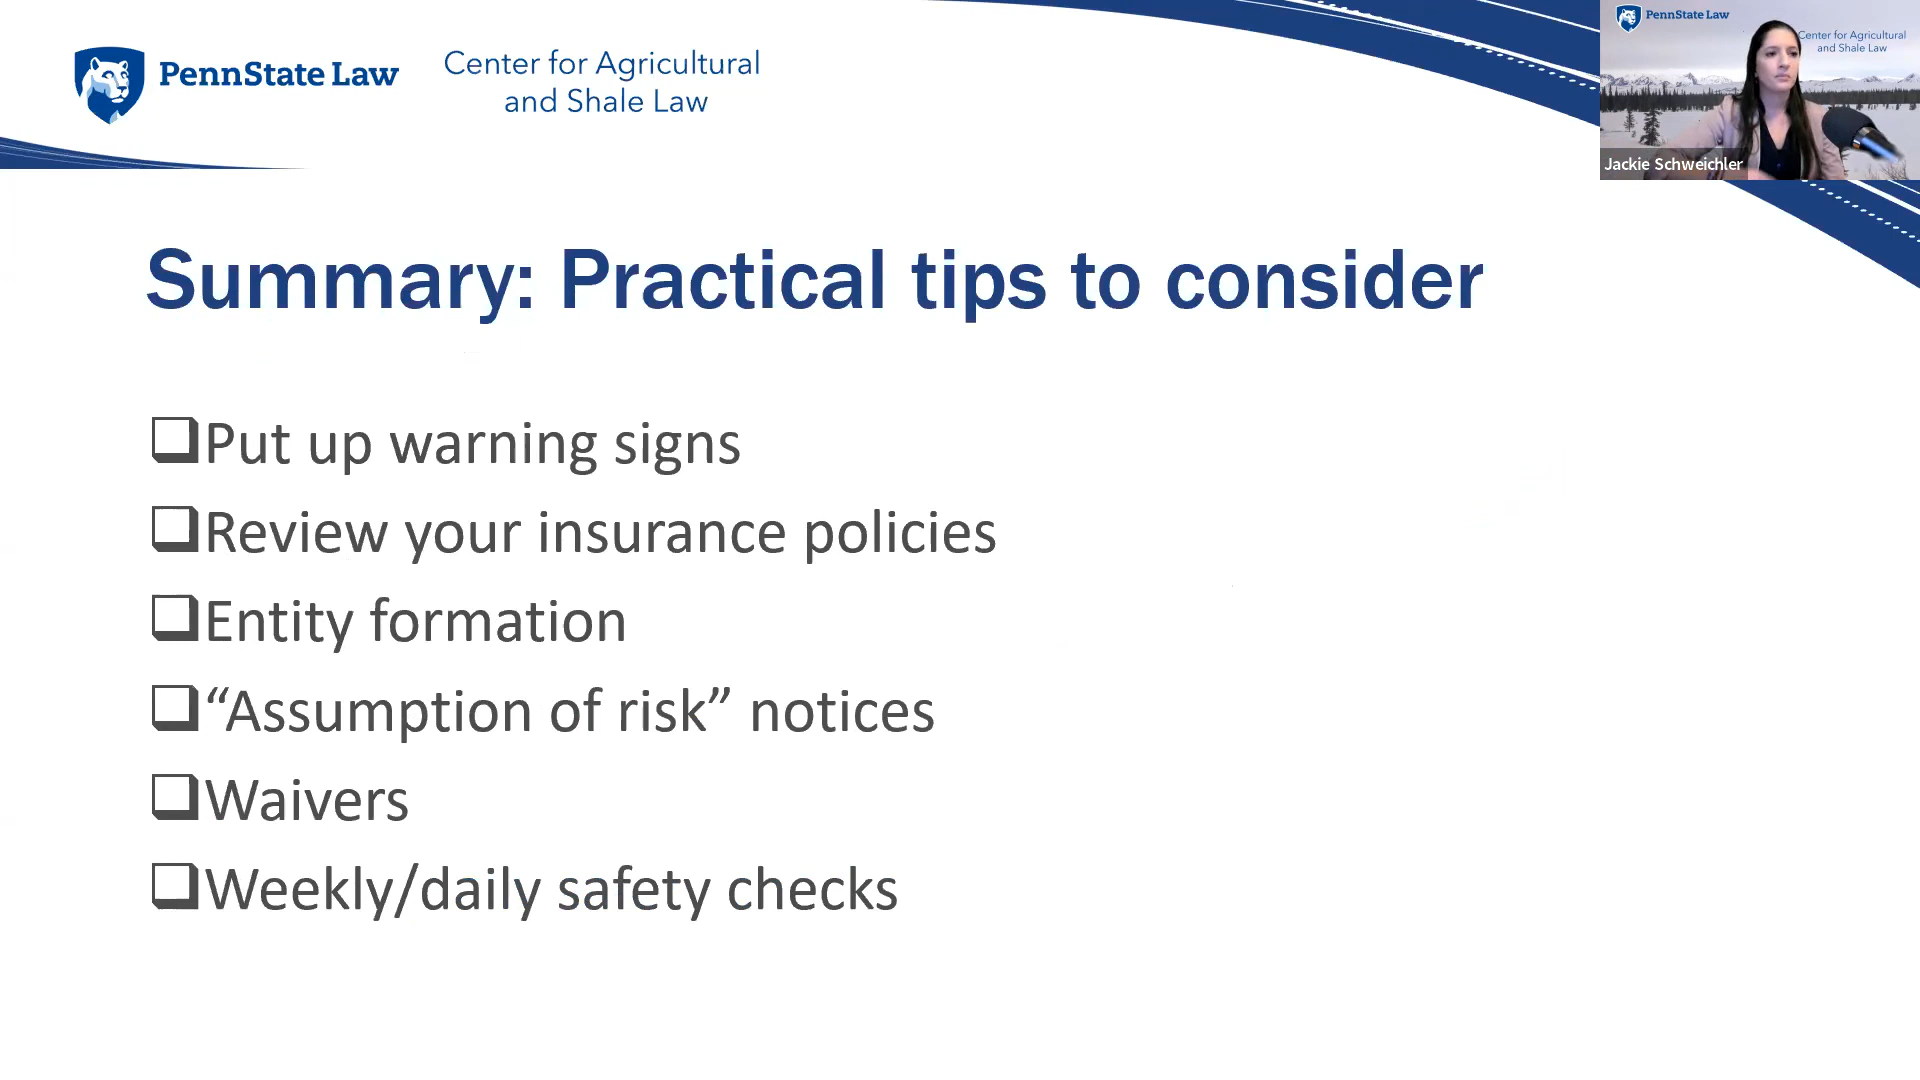 PennState Law
Center for Agricultural
and Shale Law
PennState Law
Center for Agricultural
and Shale Law
Jackie Schweichler
Summary: Practical tips to consider
Put up warning signs
Review your insurance policies
Entity formation
“Assumption of risk” notices
Waivers
Weekly/daily safety checks